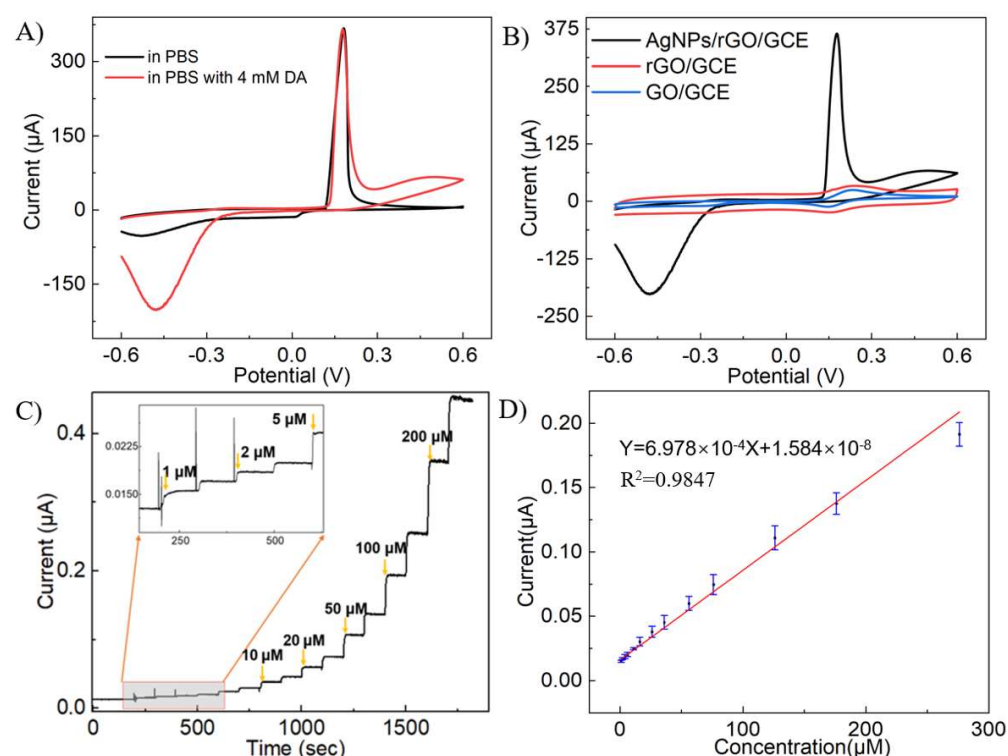 A)
in PBS
in PBS with 4 mM DA
Current (µA)
300
150
0
-150
-0.6 -0.3 0.0 0.3 0.6
Potential (V)
B)
AgNPs/rGO/GCE
rGO/GCE
GO/GCE
Current (µA)
375
250
125
0
-125
-250
-0.6 -0.3 0.0 0.3 0.6
Potential (V)
C)
Current (µA)
0.4
0.2
0.0
0 500 1000 1500
Time (sec)
0.0225
0.0150
250 500
1 µM
2 µM
5 µM
10 µM
20 µM
50 µM
100 µM
200 µM
D)
Y=6.978×10-4X+1.584×10-8
R2=0.9847
Current(µA)
0.20
0.15
0.10
0.05
0.00
0 100 200 300
Concentration(µM)